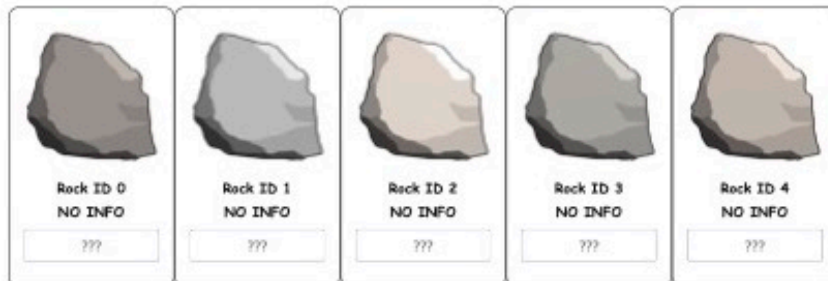 Rock ID 0
NO INFO
???
Rock ID 1
NO INFO
???
Rock ID 2
NO INFO
???
Rock ID 3
NO INFO
???
Rock ID 4
NO INFO
???